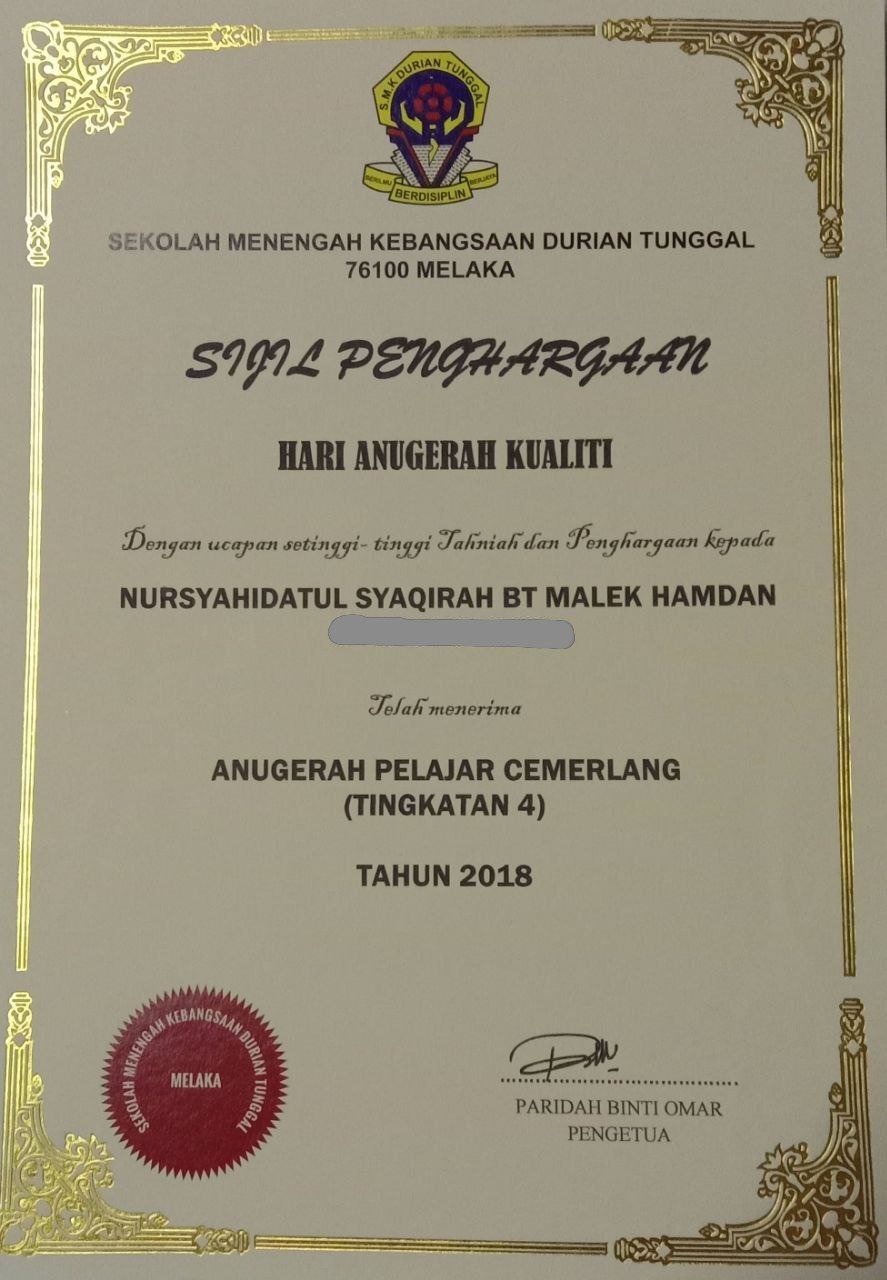 S.M.K DURIAN TUNGGAL
BERILMU BERDISIPLIN BERJAYA
SEKOLAH MENENGAH KEBANGSAAN DURIAN TUNGGAL
76100 MELAKA
SIJIL PENGHARGAAN
HARI ANUGERAH KUALITI
Dengan ucapan setinggi- tinggi Tahniah dan Penghargaan kepada
NURSYAHIDATUL SYAQIRAH BT MALEK HAMDAN
Telah menerima
ANUGERAH PELAJAR CEMERLANG
(TINGKATAN 4)
TAHUN 2018
SEKOLAH MENENGAH KEBANGSAAN DURIAN TUNGGAL
MELAKA
PARIDAH BINTI OMAR
PENGETUA